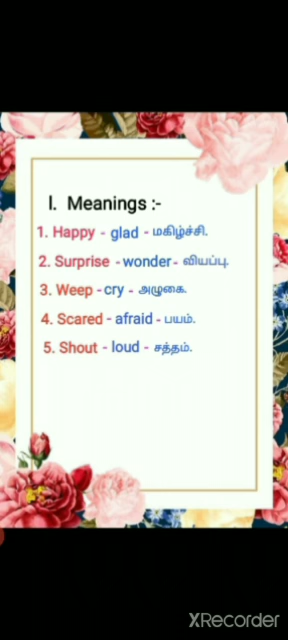 I. Meanings :-
1. Happy - glad - மகிழ்ச்சி.
2. Surprise - wonder - வியப்பு.
3. Weep - cry - அழுகை.
4. Scared - afraid - பயம்.
5. Shout - loud - சத்தம்.
XRecorder